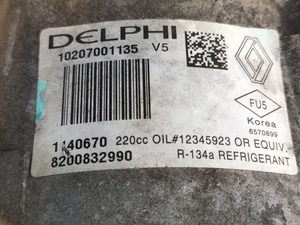 DELPHI
10207001135 V5
FU5
Korea
6570899
1140670 220cc OIL#12345923 OR EQUIV.
8200832990 R-134a REFRIGERANT